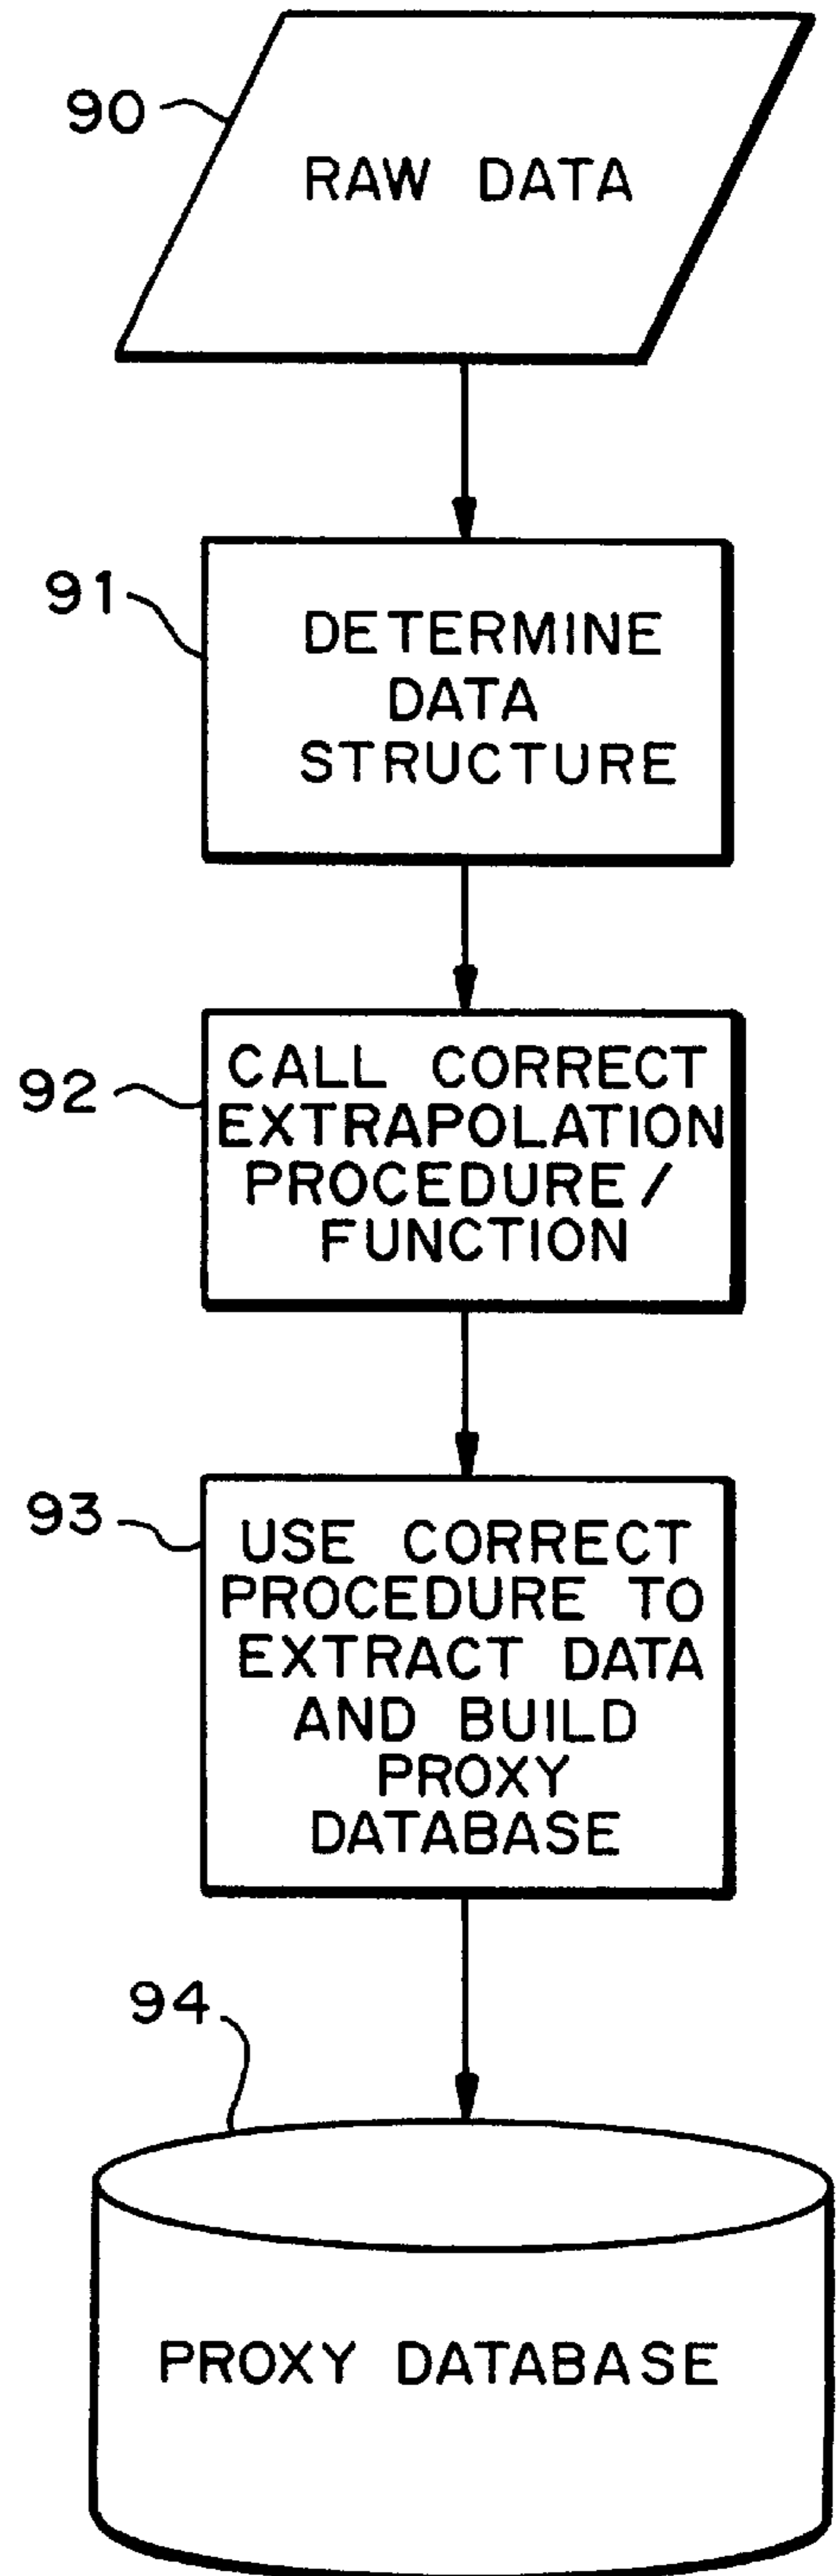 90
RAW DATA
91
DETERMINE
DATA
STRUCTURE
92
CALL CORRECT
EXTRAPOLATION
PROCEDURE/
FUNCTION
93
USE CORRECT
PROCEDURE TO
EXTRACT DATA
AND BUILD
PROXY
DATABASE
94
PROXY DATABASE